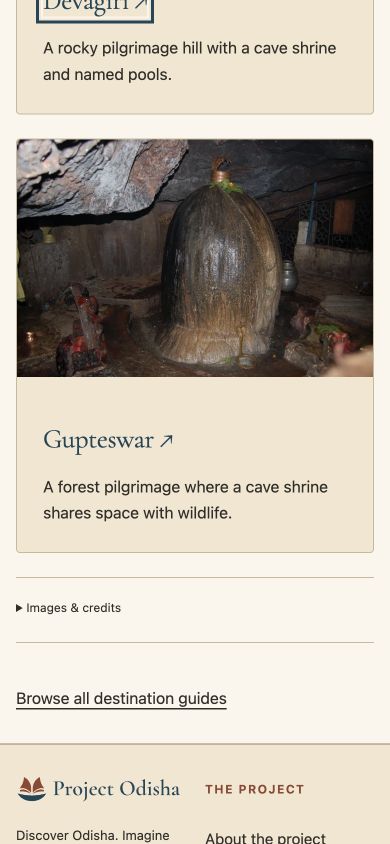 Devagiri ↗
A rocky pilgrimage hill with a cave shrine
and named pools.
Gupteswar ↗
A forest pilgrimage where a cave shrine
shares space with wildlife.
▶ Images & credits
Browse all destination guides
Project Odisha
THE PROJECT
Discover Odisha. Imagine
About the project